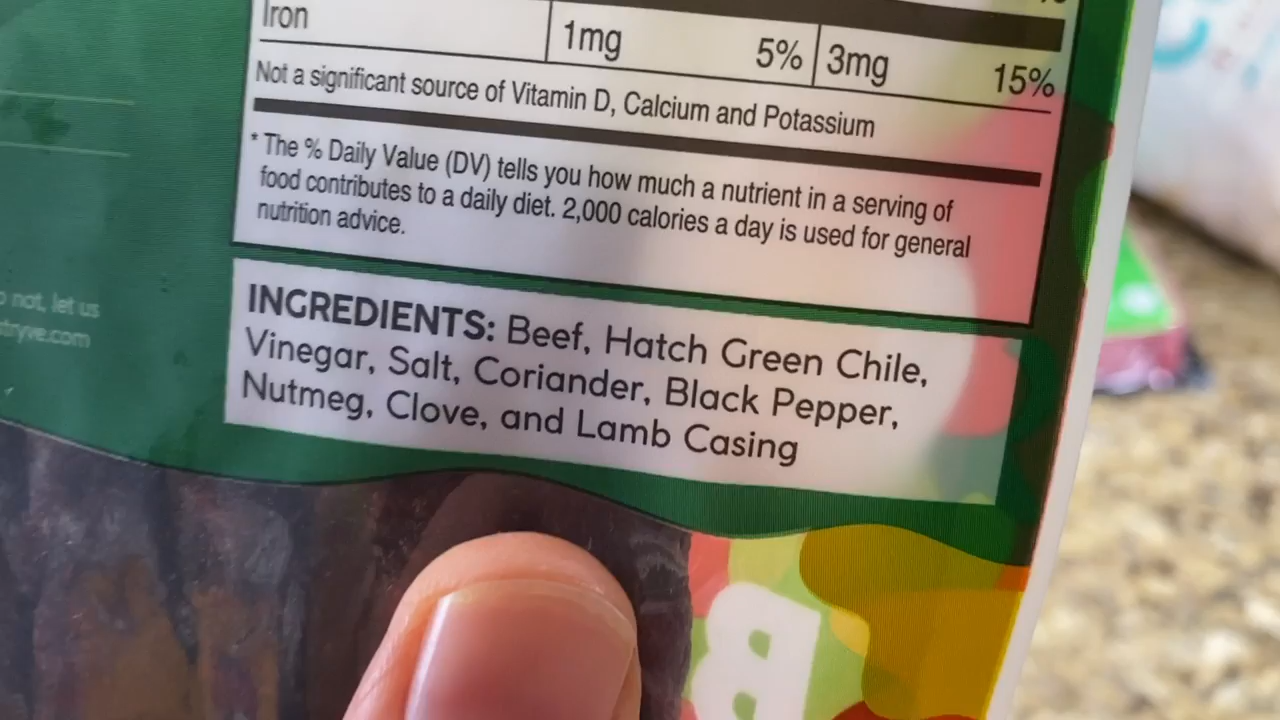 %
Iron 1mg 5% 3mg 15%
Not a significant source of Vitamin D, Calcium and Potassium
* The % Daily Value (DV) tells you how much a nutrient in a serving of
food contributes to a daily diet. 2,000 calories a day is used for general
nutrition advice.
not, let us
stryve.com
INGREDIENTS: Beef, Hatch Green Chile,
Vinegar, Salt, Coriander, Black Pepper,
Nutmeg, Clove, and Lamb Casing
B